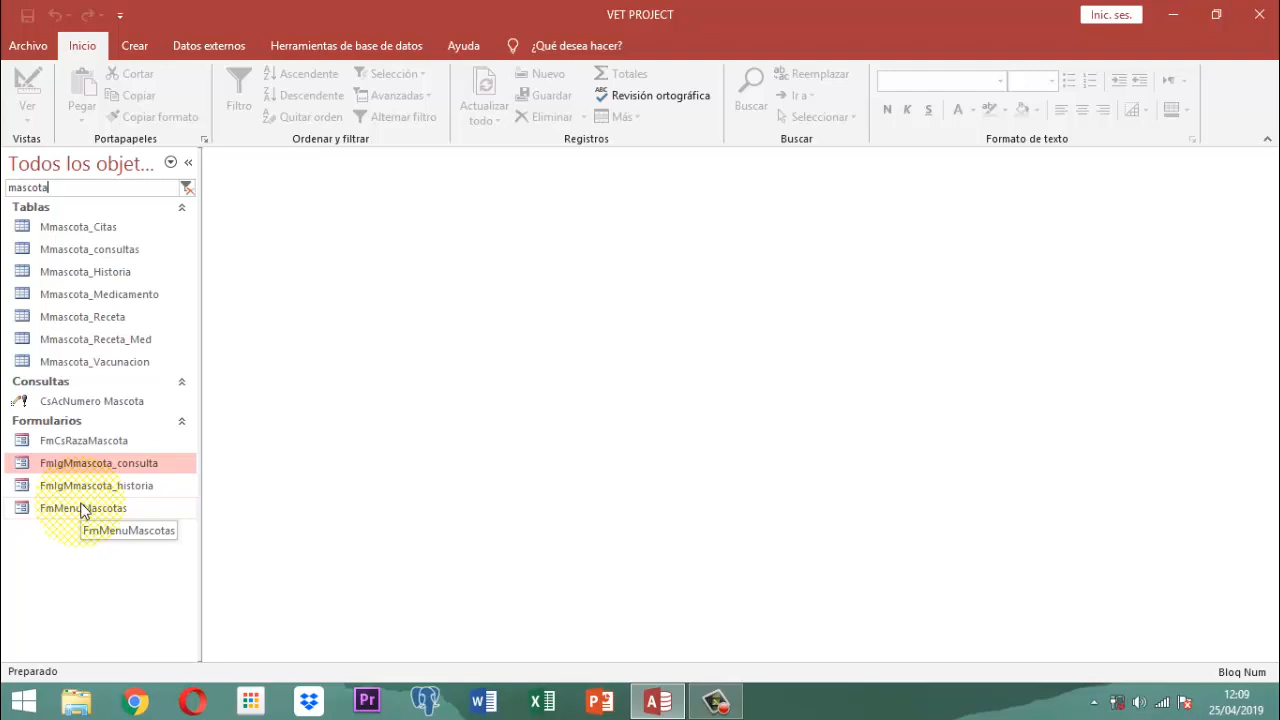 VET PROJECT
Inic. ses.
Archivo
Inicio
Crear
Datos externos
Herramientas de base de datos
Ayuda
¿Qué desea hacer?
Ver
Pegar
Cortar
Copiar
Copiar formato
Filtro
Ascendente
Descendente
Quitar orden
Selección
Avanzadas
Alternar filtro
Actualizar todo
Nuevo
Guardar
Eliminar
Totales
Revisión ortográfica
Más
Buscar
Reemplazar
Ir a
Seleccionar
N K S A
Vistas
Portapapeles
Ordenar y filtrar
Registros
Buscar
Formato de texto
Todos los objet...
mascota
Tablas
Mmascota_Citas
Mmascota_consultas
Mmascota_Historia
Mmascota_Medicamento
Mmascota_Receta
Mmascota_Receta_Med
Mmascota_Vacunacion
Consultas
CsAcNumero Mascota
Formularios
FmCsRazaMascota
FmIgMmascota_consulta
FmIgMmascota_historia
FmMenuMascotas
FmMenuMascotas
Preparado
Bloq Num
Pr
12:09
25/04/2019